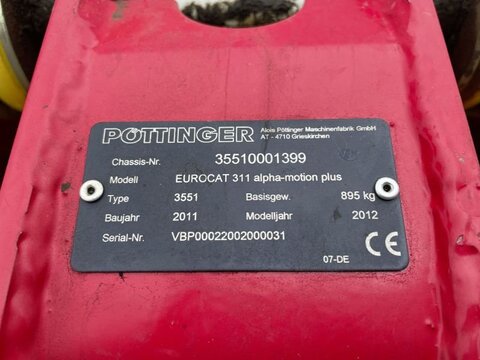 PÖTTINGER Alois Pöttinger Maschinenfabrik GmbH
AT - 4710 Grieskirchen
Chassis-Nr. 35510001399
Modell EUROCAT 311 alpha-motion plus
Type 3551 Basisgew. 895 kg
Baujahr 2011 Modelljahr 2012
Serial-Nr. VBP00022002000031
CE
07-DE